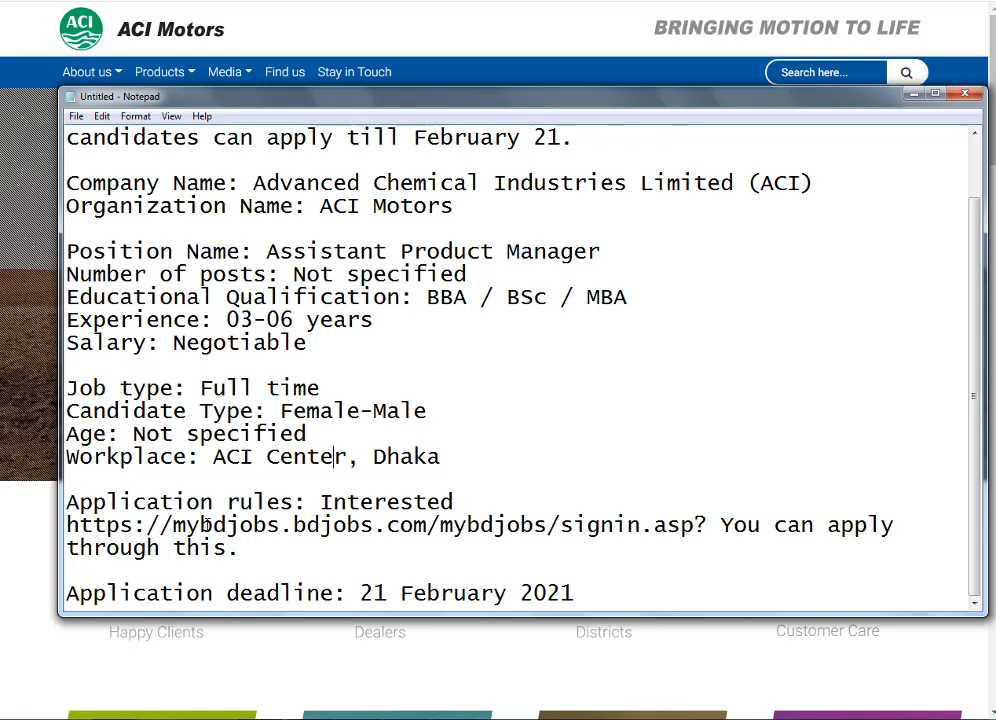 ACI
ACI Motors
BRINGING MOTION TO LIFE
About us Products Media Find us Stay in Touch
Search here...
Untitled - Notepad
File Edit Format View Help
candidates can apply till February 21.
Company Name: Advanced Chemical Industries Limited (ACI)
Organization Name: ACI Motors
Position Name: Assistant Product Manager
Number of posts: Not specified
Educational Qualification: BBA / BSc / MBA
Experience: 03-06 years
Salary: Negotiable
Job type: Full time
Candidate Type: Female-Male
Age: Not specified
Workplace: ACI Center, Dhaka
Application rules: Interested
https://mybdjobs.bdjobs.com/mybdjobs/signin.asp? You can apply
through this.
Application deadline: 21 February 2021
Happy Clients Dealers Districts Customer Care